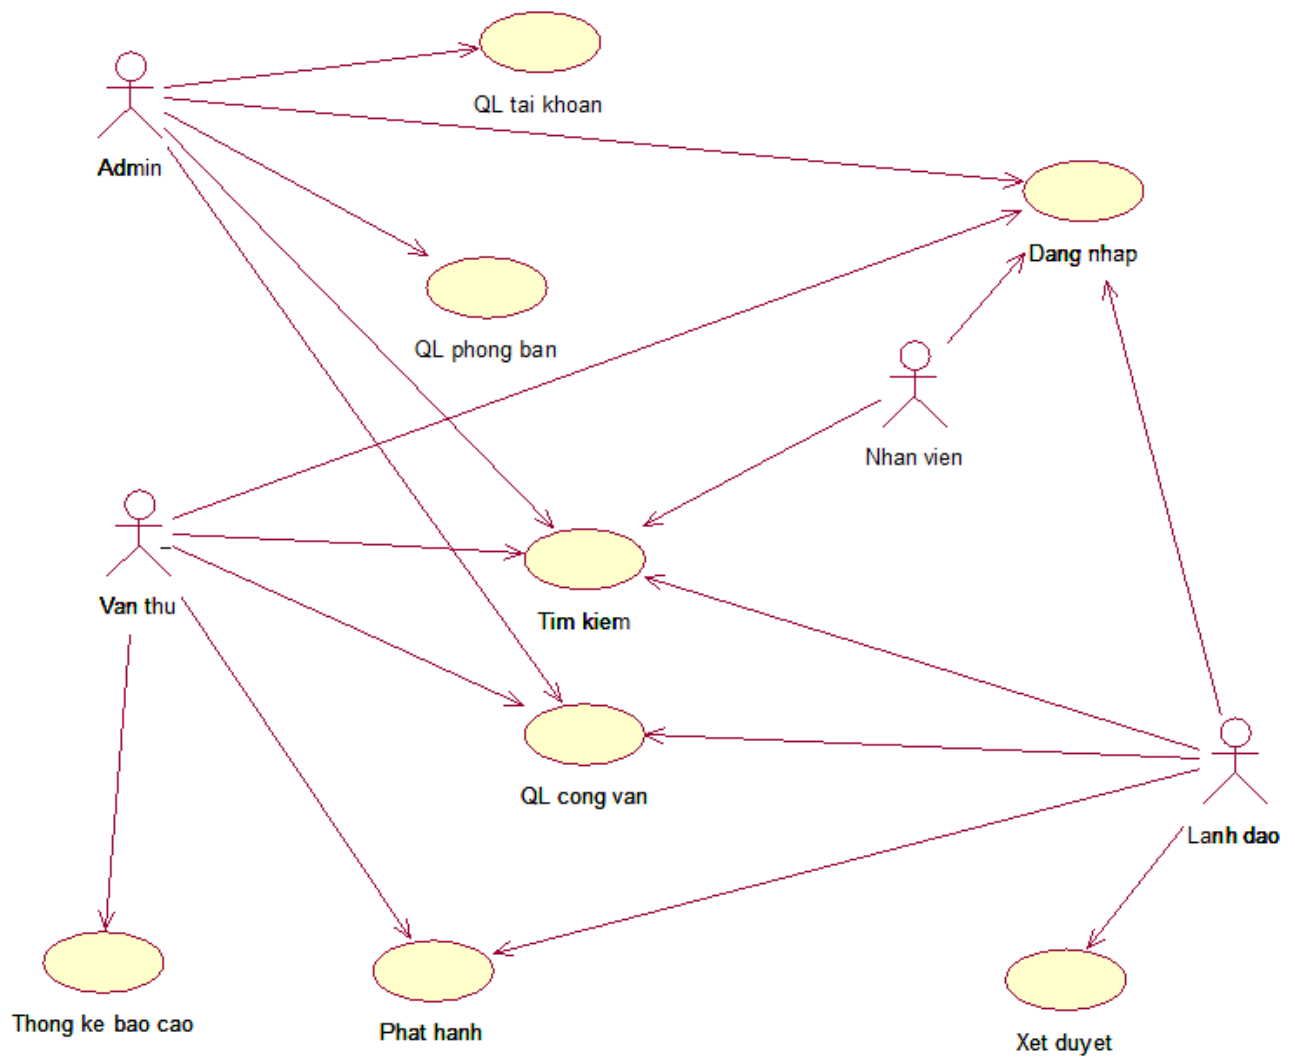 QL tai khoan
Admin
Dang nhap
QL phong ban
Nhan vien
Van thu
Tim kiem
QL cong van
Lanh dao
Thong ke bao cao
Phat hanh
Xet duyet